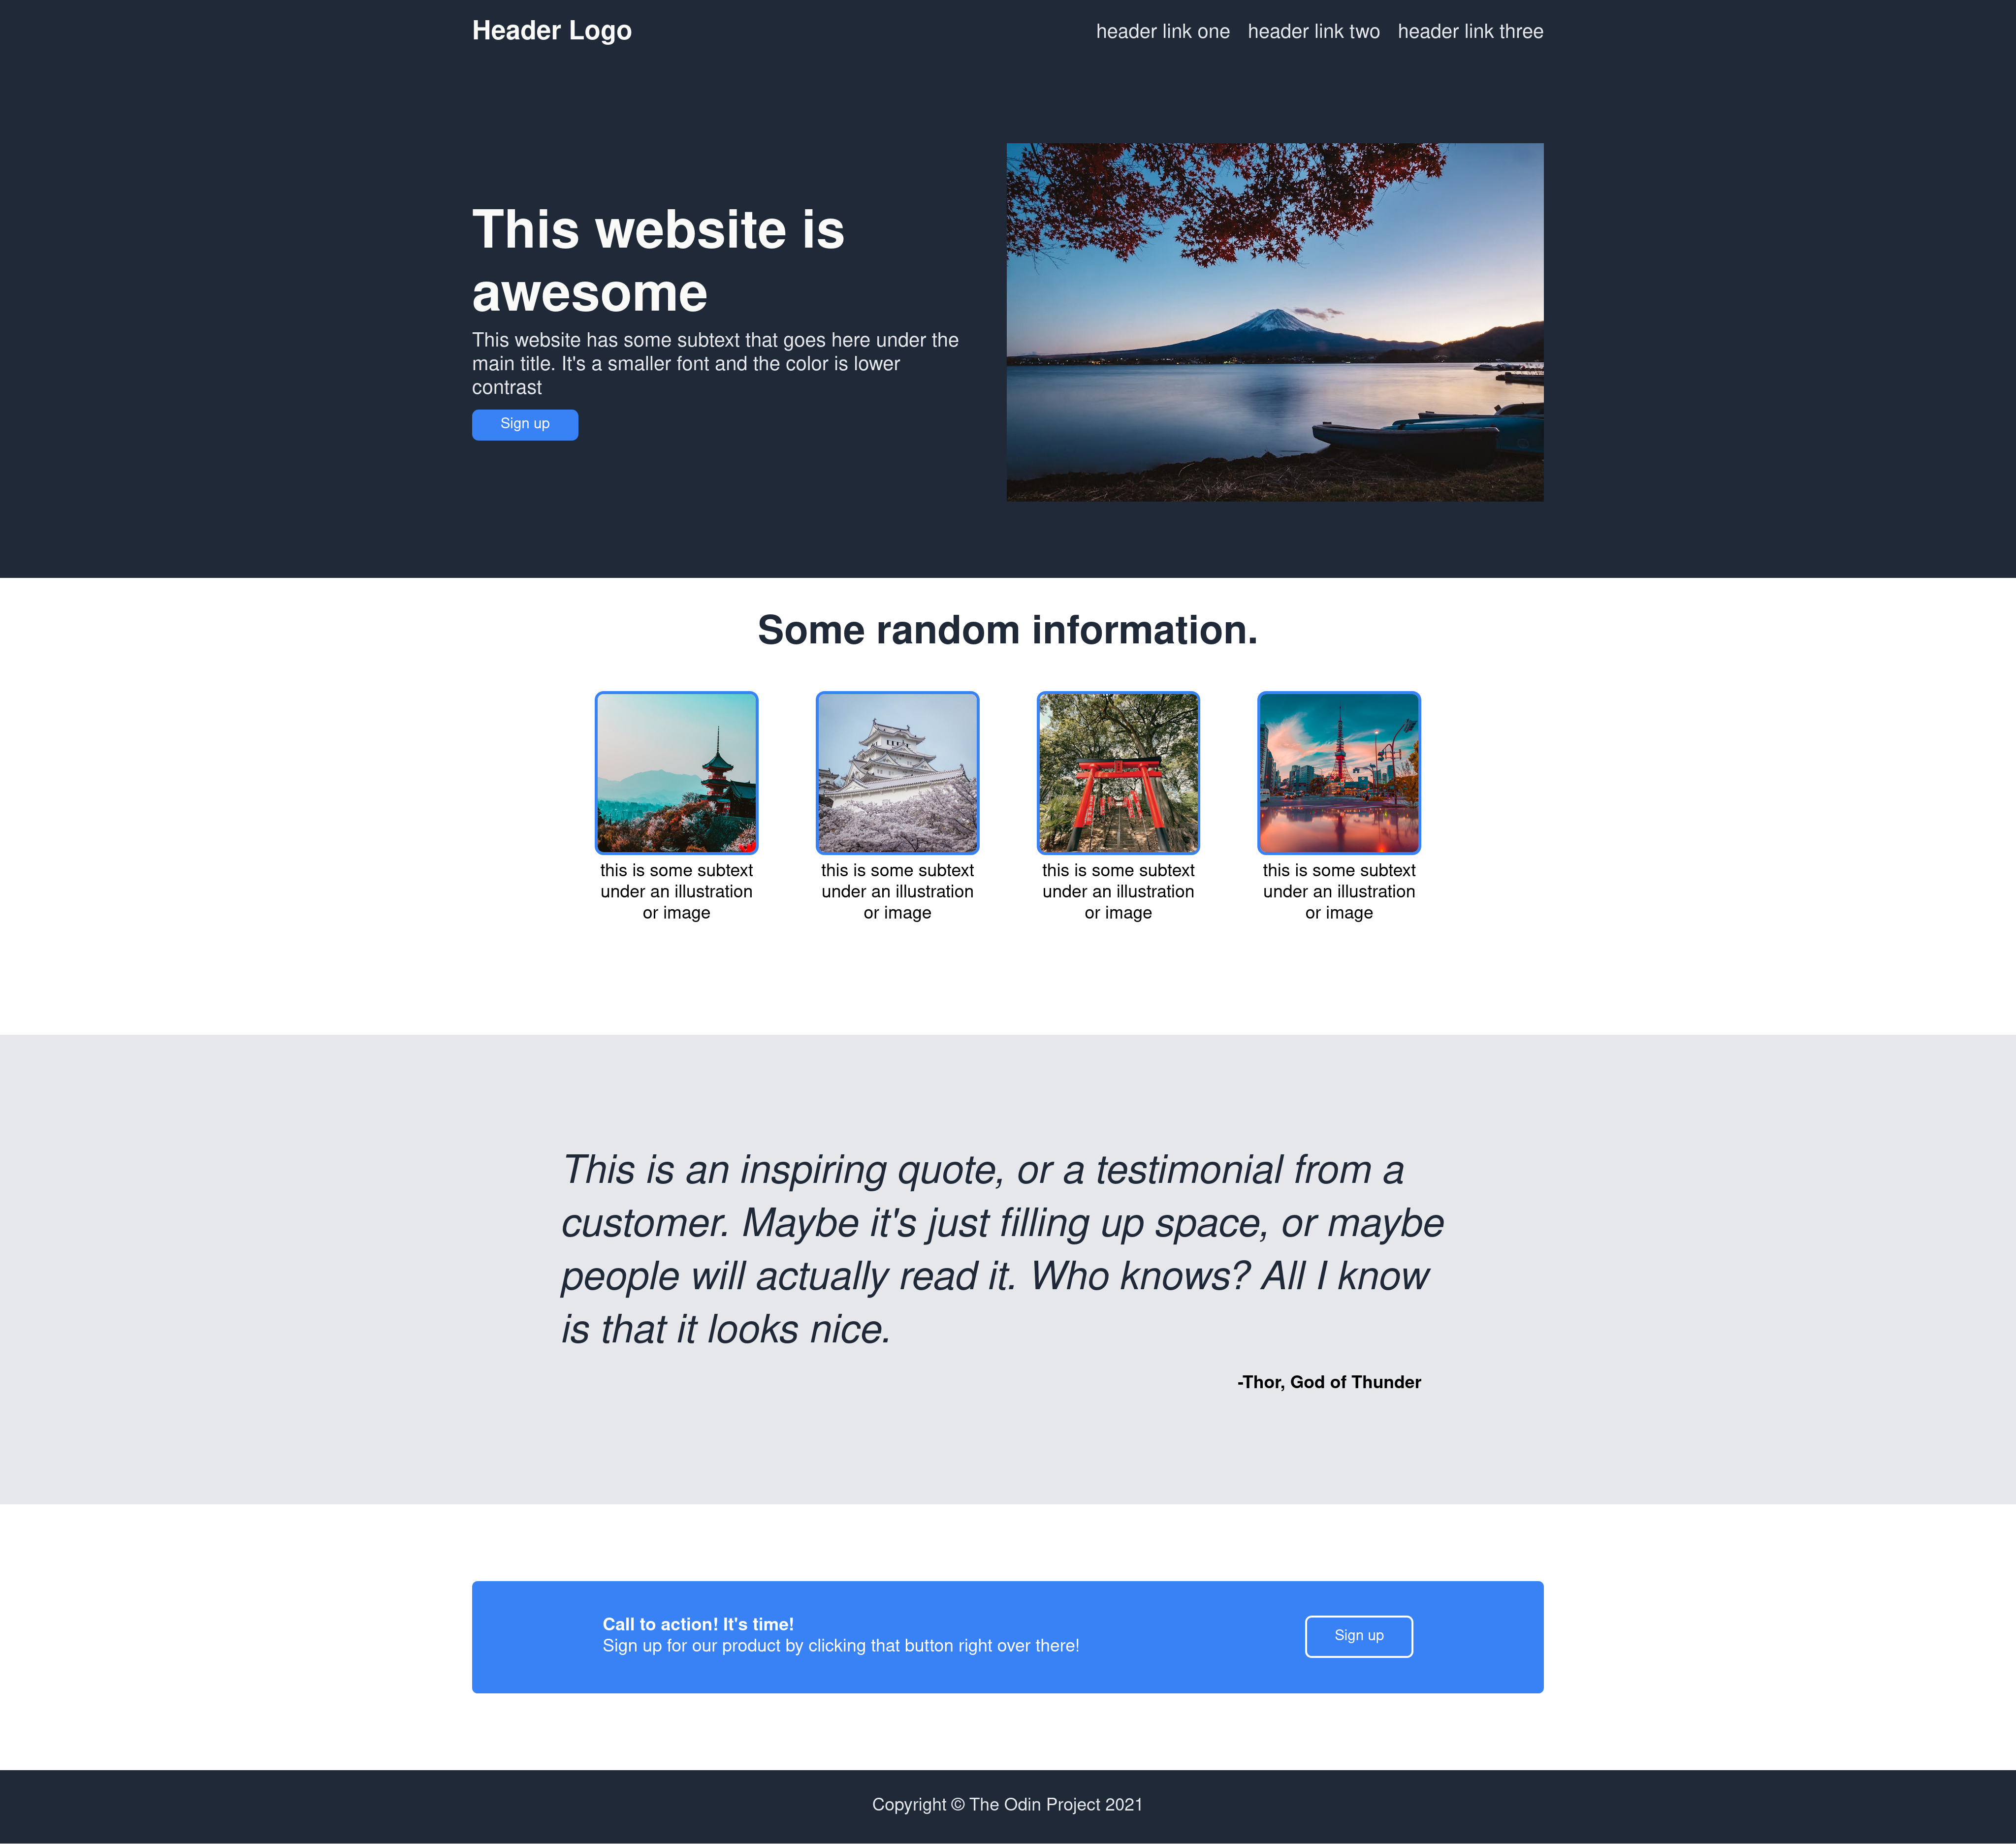 Header Logo
header link one header link two header link three
This website is
awesome
This website has some subtext that goes here under the
main title. It's a smaller font and the color is lower
contrast
Sign up
Some random information.
this is some subtext
under an illustration
or image
this is some subtext
under an illustration
or image
this is some subtext
under an illustration
or image
this is some subtext
under an illustration
or image
This is an inspiring quote, or a testimonial from a
customer. Maybe it's just filling up space, or maybe
people will actually read it. Who knows? All I know
is that it looks nice.
-Thor, God of Thunder
Call to action! It's time!
Sign up for our product by clicking that button right over there!
Sign up
Copyright © The Odin Project 2021